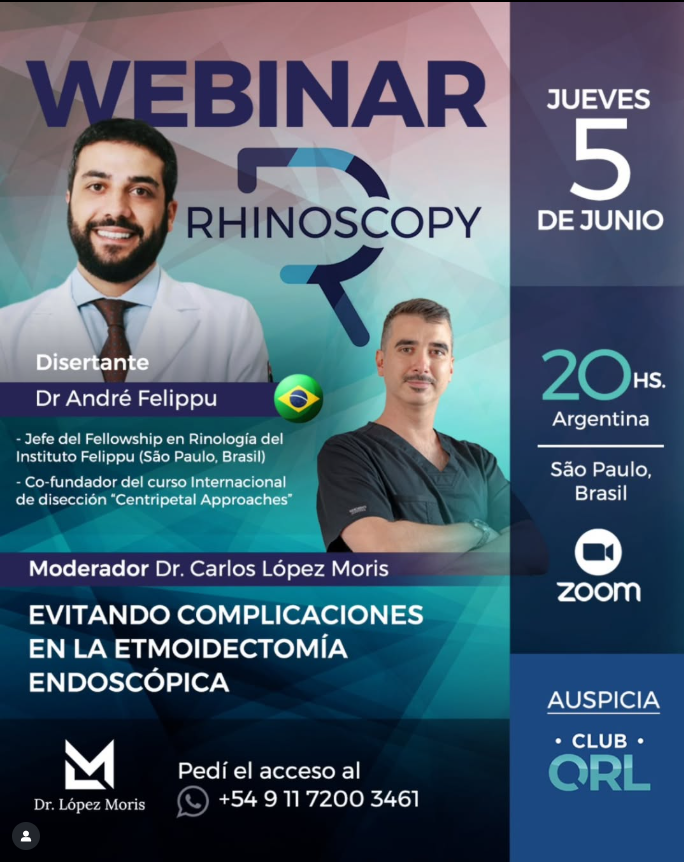 WEBINAR
RHINOSCOPY
JUEVES
5
DE JUNIO
Disertante
Dr André Felippu
- Jefe del Fellowship en Rinología del
Instituto Felippu (São Paulo, Brasil)
- Co-fundador del curso Internacional
de disección “Centripetal Approaches”
20 HS.
Argentina
São Paulo,
Brasil
zoom
Moderador Dr. Carlos López Moris
EVITANDO COMPLICACIONES
EN LA ETMOIDECTOMÍA
ENDOSCÓPICA
AUSPICIA
• CLUB •
ORL
Dr. López Moris
Pedí el acceso al
+54 9 11 7200 3461